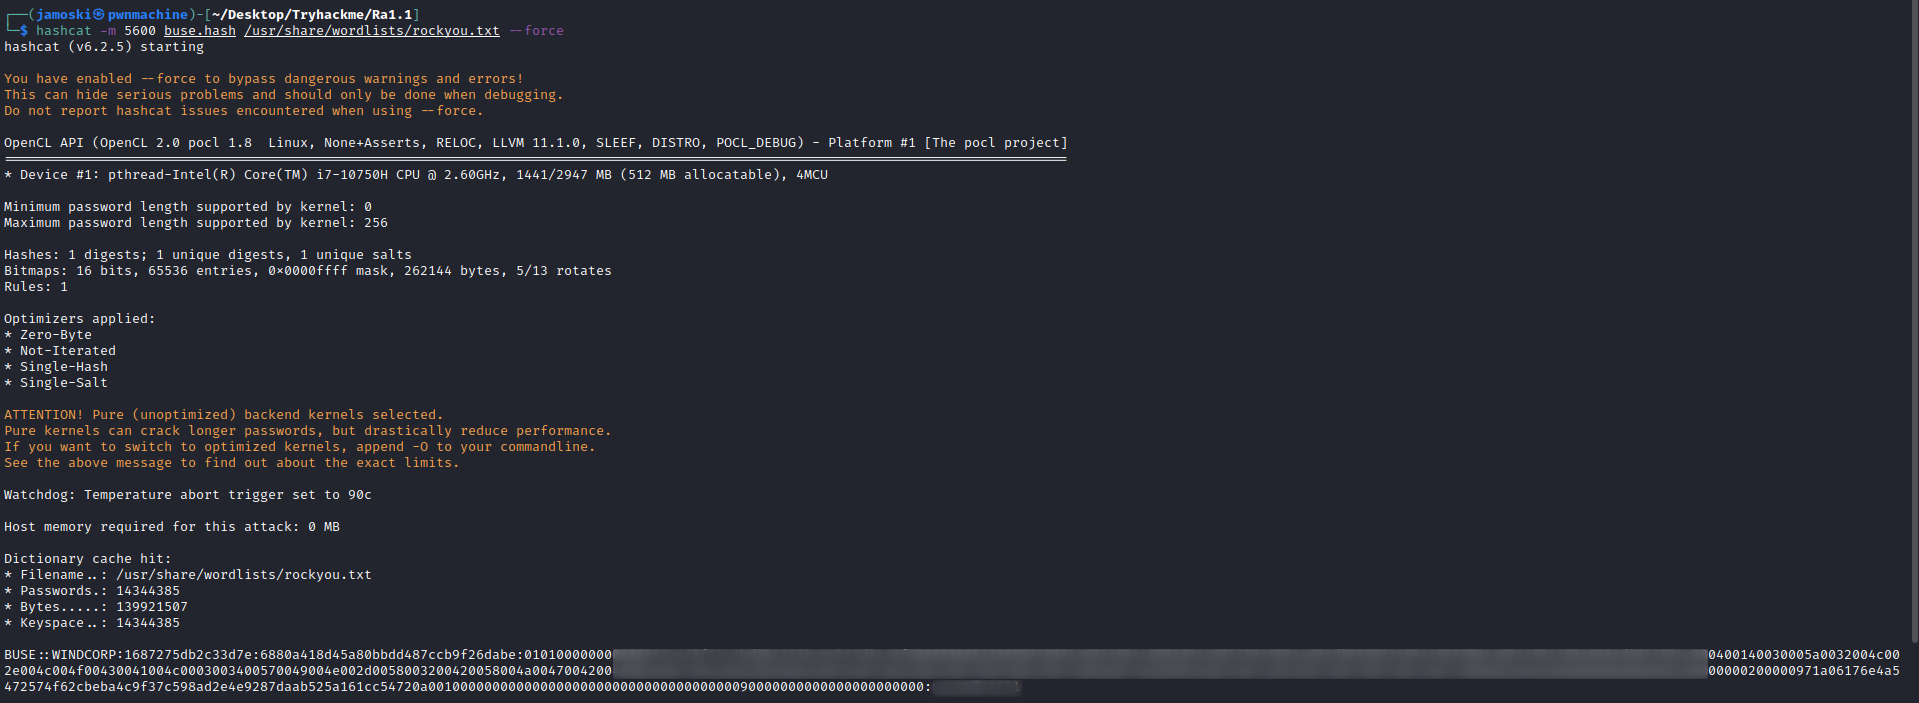 ┌──(jamoski㉿pwnmachine)-[~/Desktop/Tryhackme/Ra1.1]
└─$ hashcat -m 5600 buse.hash /usr/share/wordlists/rockyou.txt --force
hashcat (v6.2.5) starting
You have enabled --force to bypass dangerous warnings and errors!
This can hide serious problems and should only be done when debugging.
Do not report hashcat issues encountered when using --force.
OpenCL API (OpenCL 2.0 pocl 1.8  Linux, None+Asserts, RELOC, LLVM 11.1.0, SLEEF, DISTRO, POCL_DEBUG) - Platform #1 [The pocl project]
* Device #1: pthread-Intel(R) Core(TM) i7-10750H CPU @ 2.60GHz, 1441/2947 MB (512 MB allocatable), 4MCU
Minimum password length supported by kernel: 0
Maximum password length supported by kernel: 256
Hashes: 1 digests; 1 unique digests, 1 unique salts
Bitmaps: 16 bits, 65536 entries, 0x0000ffff mask, 262144 bytes, 5/13 rotates
Rules: 1
Optimizers applied:
* Zero-Byte
* Not-Iterated
* Single-Hash
* Single-Salt
ATTENTION! Pure (unoptimized) backend kernels selected.
Pure kernels can crack longer passwords, but drastically reduce performance.
If you want to switch to optimized kernels, append -O to your commandline.
See the above message to find out about the exact limits.
Watchdog: Temperature abort trigger set to 90c
Host memory required for this attack: 0 MB
Dictionary cache hit:
* Filename..: /usr/share/wordlists/rockyou.txt
* Passwords.: 14344385
* Bytes.....: 139921507
* Keyspace..: 14344385
BUSE::WINDCORP:1687275db2c33d7e:6880a418d45a80bbdd487ccb9f26dabe:01010000000 0400140030005a0032004c00
2e004c004f00430041004c0003003400570049004e002d00580032004200580​04a0047004200 00000200000971a06176e4a5
472574f62cbeba4c9f37c598ad2e4e9287daab525a161cc54720a0010000000000000000000000000000000000009000000000000000000000000: